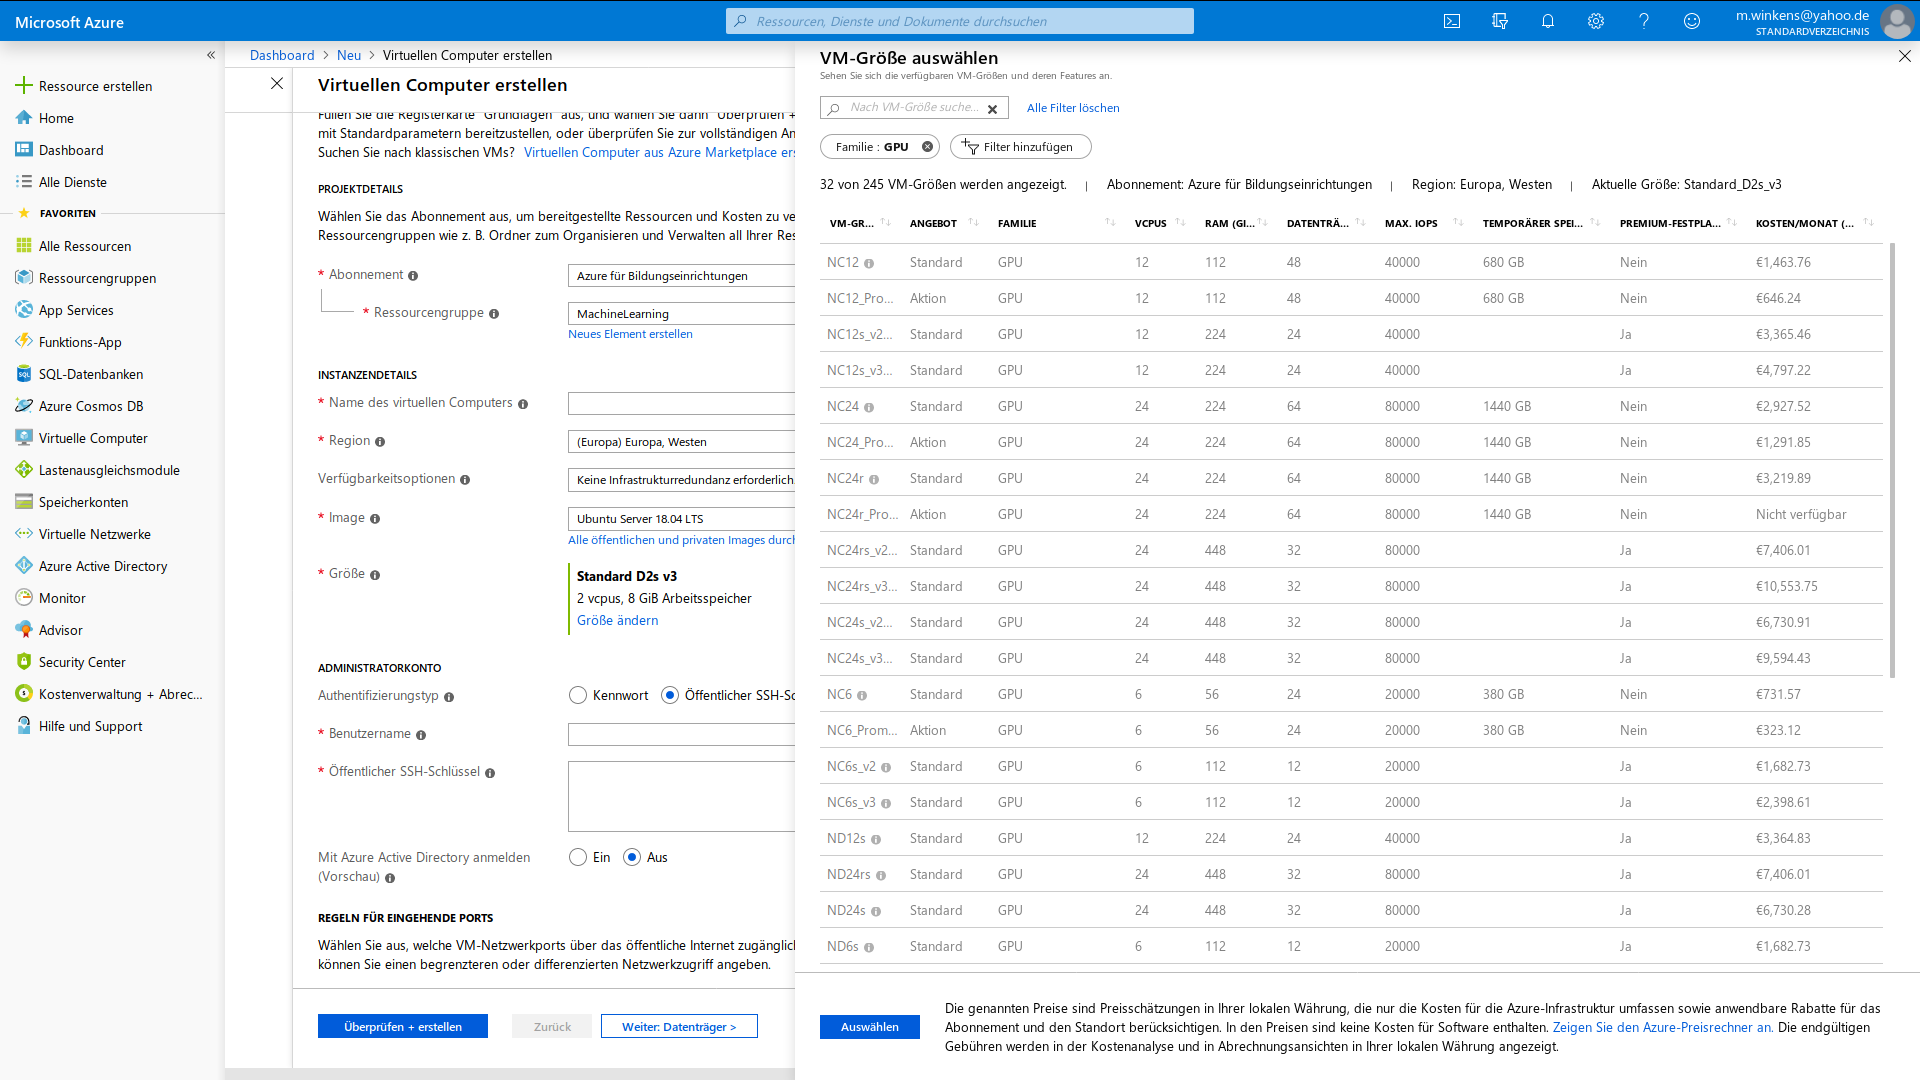 Microsoft Azure
Ressourcen, Dienste und Dokumente durchsuchen
m.winkens@yahoo.de
STANDARDVERZEICHNIS
«
Ressource erstellen
Home
Dashboard
Alle Dienste
FAVORITEN
Alle Ressourcen
Ressourcengruppen
App Services
Funktions-App
SQL-Datenbanken
Azure Cosmos DB
Virtuelle Computer
Lastenausgleichsmodule
Speicherkonten
Virtuelle Netzwerke
Azure Active Directory
Monitor
Advisor
Security Center
Kostenverwaltung + Abrec...
Hilfe und Support
Dashboard > Neu > Virtuellen Computer erstellen
Virtuellen Computer erstellen
Füllen Sie die Registerkarte "Grundlagen" aus, und wählen Sie dann "Überprüfen +
mit Standardparametern bereitzustellen, oder überprüfen Sie zur vollständigen An
Suchen Sie nach klassischen VMs? Virtuellen Computer aus Azure Marketplace ers
PROJEKTDETAILS
Wählen Sie das Abonnement aus, um bereitgestellte Ressourcen und Kosten zu ve
Ressourcengruppen wie z. B. Ordner zum Organisieren und Verwalten all Ihrer Res
* Abonnement
Azure für Bildungseinrichtungen
* Ressourcengruppe
MachineLearning
Neues Element erstellen
INSTANZENDETAILS
* Name des virtuellen Computers
* Region
(Europa) Europa, Westen
Verfügbarkeitsoptionen
Keine Infrastrukturredundanz erforderlich.
* Image
Ubuntu Server 18.04 LTS
Alle öffentlichen und privaten Images durch
* Größe
Standard D2s v3
2 vcpus, 8 GiB Arbeitsspeicher
Größe ändern
ADMINISTRATORKONTO
Authentifizierungstyp
Kennwort Öffentlicher SSH-Sc
* Benutzername
* Öffentlicher SSH-Schlüssel
Mit Azure Active Directory anmelden
(Vorschau)
Ein Aus
REGELN FÜR EINGEHENDE PORTS
Wählen Sie aus, welche VM-Netzwerkports über das öffentliche Internet zugänglich
können Sie einen begrenzteren oder differenzierten Netzwerkzugriff angeben.
Überprüfen + erstellen
Zurück
Weiter: Datenträger >
VM-Größe auswählen
Sehen Sie sich die verfügbaren VM-Größen und deren Features an.
Nach VM-Größe suche...
Alle Filter löschen
Familie : GPU
Filter hinzufügen
32 von 245 VM-Größen werden angezeigt. | Abonnement: Azure für Bildungseinrichtungen | Region: Europa, Westen | Aktuelle Größe: Standard_D2s_v3
VM-GR... ANGEBOT FAMILIE VCPUS RAM (GI... DATENTRÄ... MAX. IOPS TEMPORÄRER SPEI... PREMIUM-FESTPLA... KOSTEN/MONAT (...
NC12 Standard GPU 12 112 48 40000 680 GB Nein €1,463.76
NC12_Pro... Aktion GPU 12 112 48 40000 680 GB Nein €646.24
NC12s_v2... Standard GPU 12 224 24 40000 Ja €3,365.46
NC12s_v3... Standard GPU 12 224 24 40000 Ja €4,797.22
NC24 Standard GPU 24 224 64 80000 1440 GB Nein €2,927.52
NC24_Pro... Aktion GPU 24 224 64 80000 1440 GB Nein €1,291.85
NC24r Standard GPU 24 224 64 80000 1440 GB Nein €3,219.89
NC24r_Pro... Aktion GPU 24 224 64 80000 1440 GB Nein Nicht verfügbar
NC24rs_v2... Standard GPU 24 448 32 80000 Ja €7,406.01
NC24rs_v3... Standard GPU 24 448 32 80000 Ja €10,553.75
NC24s_v2... Standard GPU 24 448 32 80000 Ja €6,730.91
NC24s_v3... Standard GPU 24 448 32 80000 Ja €9,594.43
NC6 Standard GPU 6 56 24 20000 380 GB Nein €731.57
NC6_Prom... Aktion GPU 6 56 24 20000 380 GB Nein €323.12
NC6s_v2 Standard GPU 6 112 12 20000 Ja €1,682.73
NC6s_v3 Standard GPU 6 112 12 20000 Ja €2,398.61
ND12s Standard GPU 12 224 24 40000 Ja €3,364.83
ND24rs Standard GPU 24 448 32 80000 Ja €7,406.01
ND24s Standard GPU 24 448 32 80000 Ja €6,730.28
ND6s Standard GPU 6 112 12 20000 Ja €1,682.73
Auswählen
Die genannten Preise sind Preisschätzungen in Ihrer lokalen Währung, die nur die Kosten für die Azure-Infrastruktur umfassen sowie anwendbare Rabatte für das
Abonnement und den Standort berücksichtigen. In den Preisen sind keine Kosten für Software enthalten. Zeigen Sie den Azure-Preisrechner an. Die endgültigen
Gebühren werden in der Kostenanalyse und in Abrechnungsansichten in Ihrer lokalen Währung angezeigt.